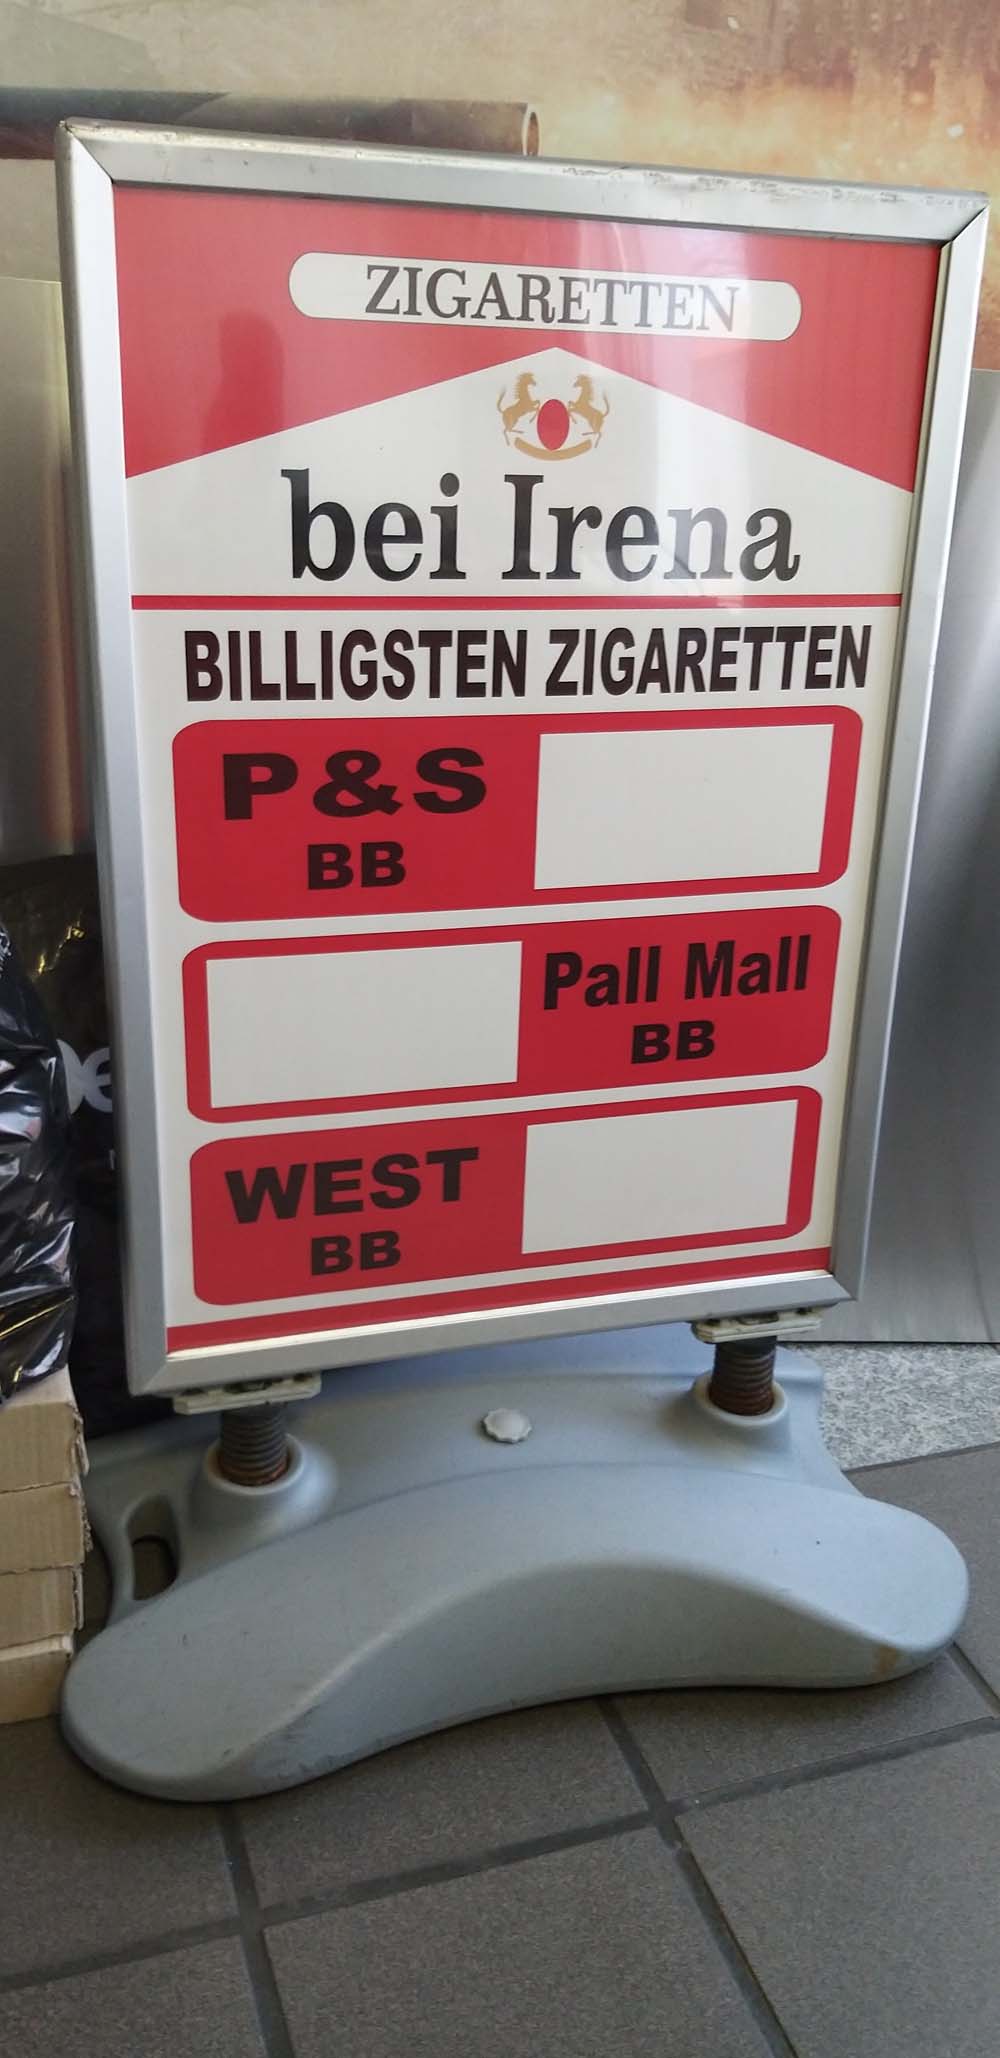 ZIGARETTEN
bei Irena
BILLIGSTEN ZIGARETTEN
P&S
BB
Pall Mall
BB
WEST
BB